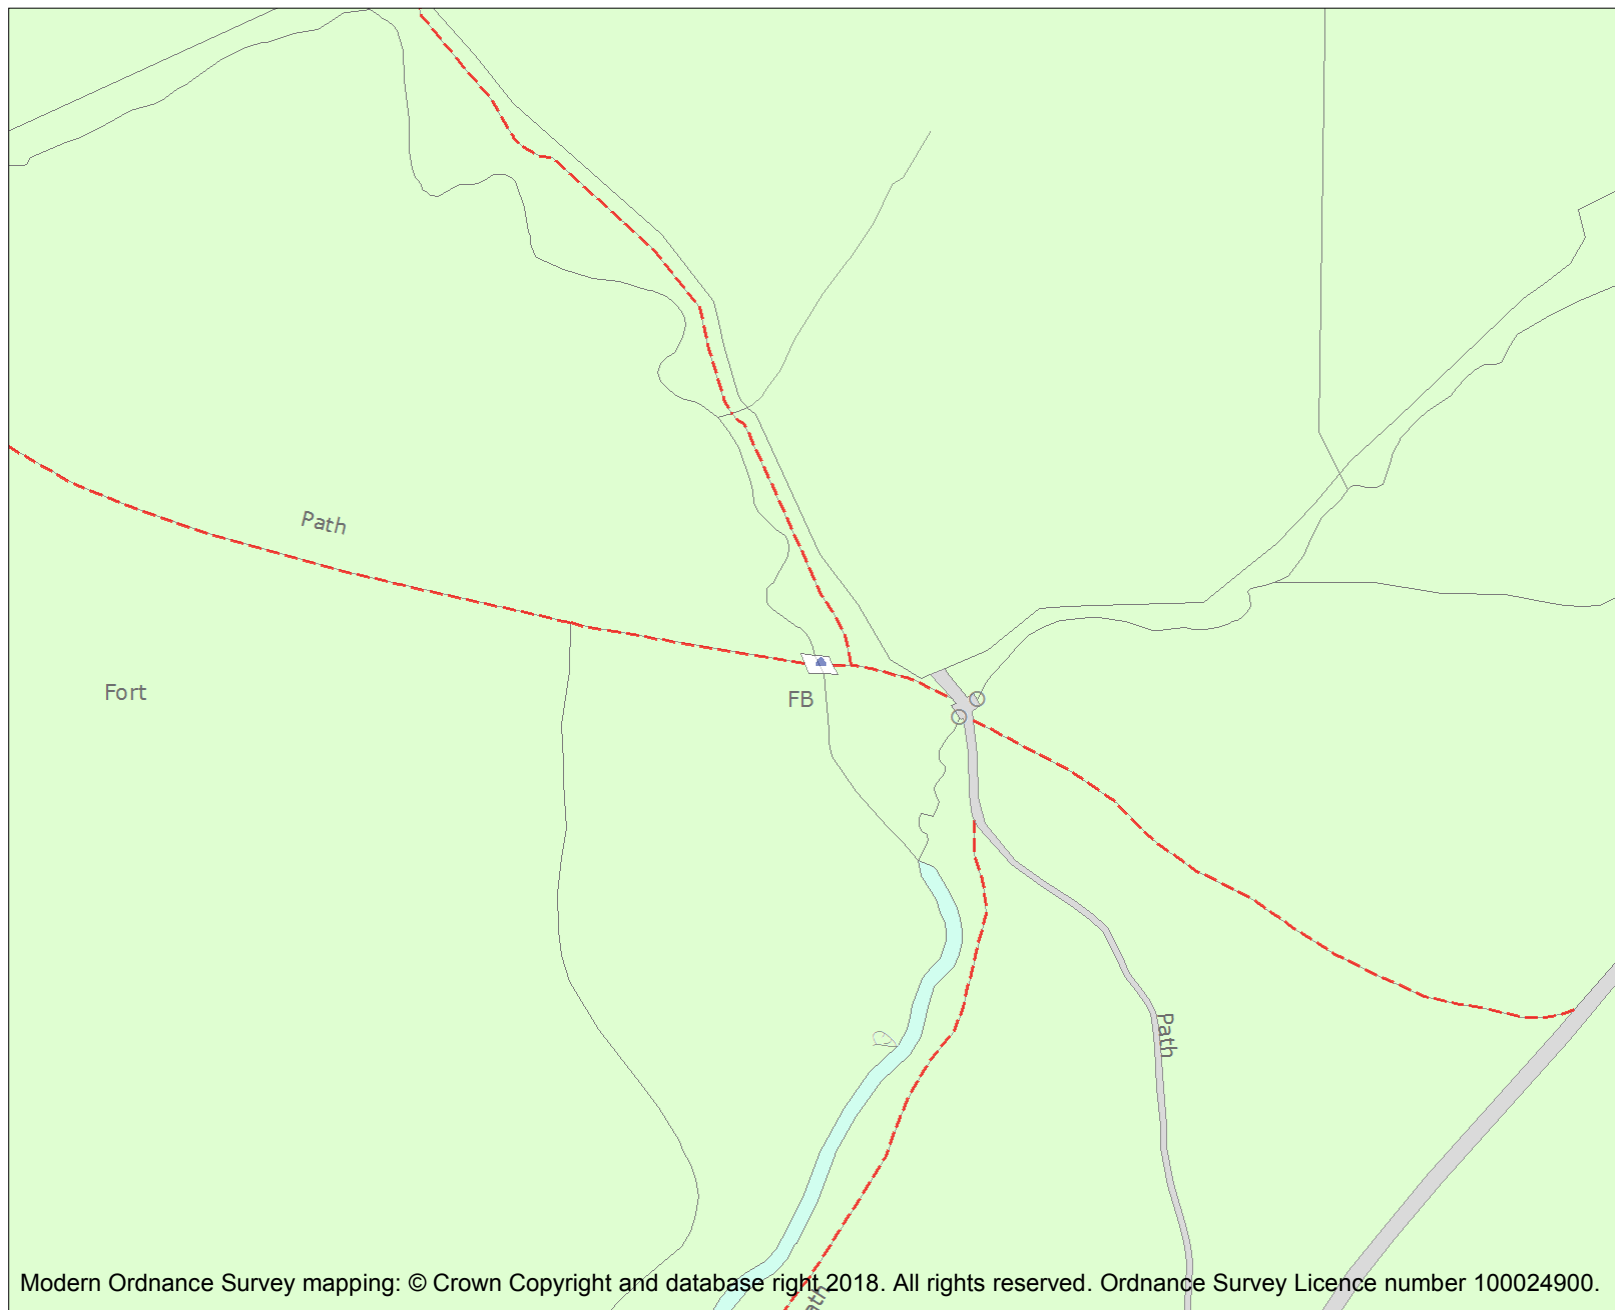 Path
Fort
FB
Path
Path
Modern Ordnance Survey mapping: © Crown Copyright and database right 2018. All rights reserved. Ordnance Survey Licence number 100024900.